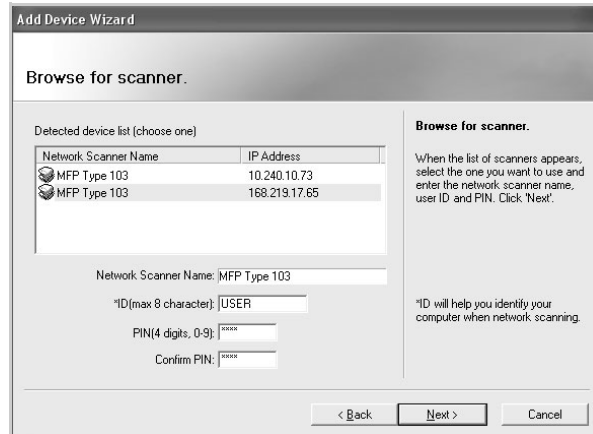 Add Device Wizard
Browse for scanner.
Detected device list (choose one)
Network Scanner Name IP Address
MFP Type 103 10.240.10.73
MFP Type 103 168.219.17.65
Network Scanner Name: MFP Type 103
*ID(max 8 character): USER
PIN(4 digits, 0-9): ****
Confirm PIN: ****
Browse for scanner.
When the list of scanners appears,
select the one you want to use and
enter the network scanner name,
user ID and PIN. Click 'Next'.
*ID will help you identify your
computer when network scanning.
< Back Next > Cancel